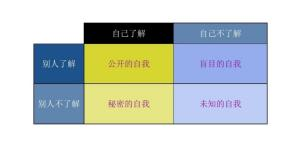 自己了解 自己不了解
别人了解 公开的自我 盲目的自我
别人不了解 秘密的自我 未知的自我